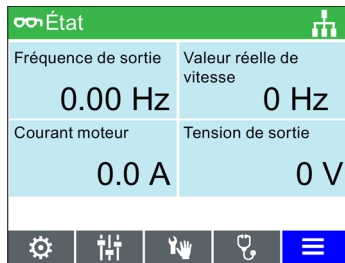 État
Fréquence de sortie
0.00 Hz
Valeur réelle de
vitesse
0 Hz
Courant moteur
0.0 A
Tension de sortie
0 V